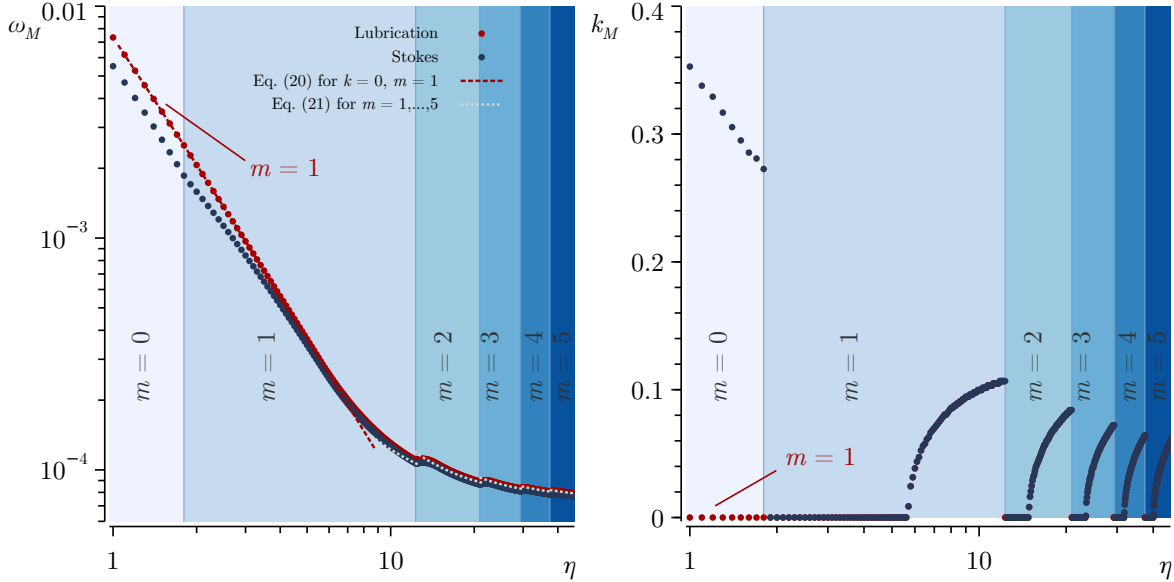 ω_M
0.01
10⁻³
10⁻⁴
Lubrication
Stokes
Eq. (20) for k = 0, m = 1
Eq. (21) for m = 1,...,5
m = 1
m = 0
m = 1
m = 2
m = 3
m = 4
m = 5
1
10
η
k_M
0.4
0.3
0.2
0.1
0
m = 0
m = 1
m = 2
m = 3
m = 4
m = 5
m = 1
1
10
η